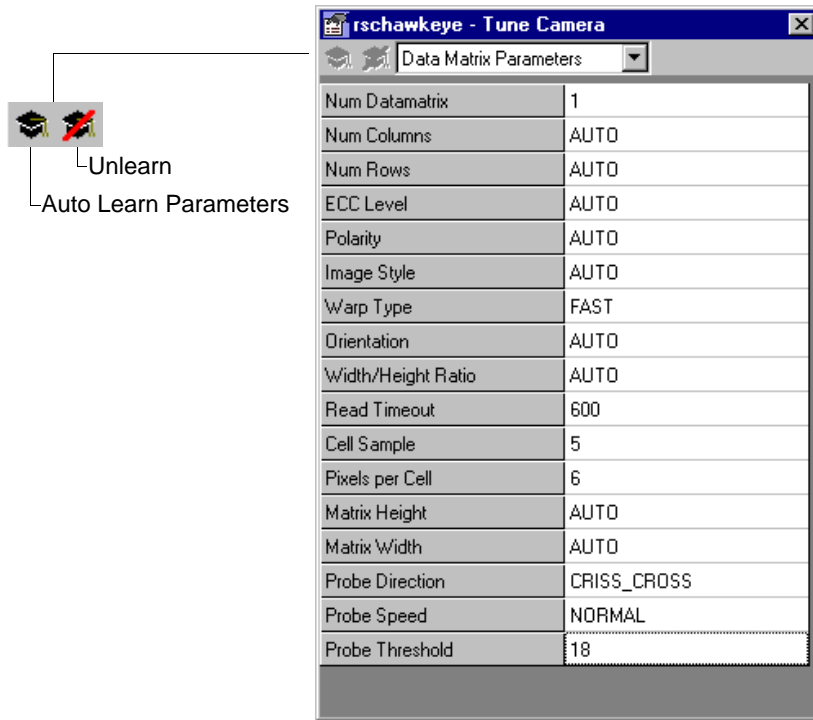 rschawkeye - Tune Camera
Data Matrix Parameters
Unlearn
Auto Learn Parameters
Num Datamatrix 1
Num Columns AUTO
Num Rows AUTO
ECC Level AUTO
Polarity AUTO
Image Style AUTO
Warp Type FAST
Orientation AUTO
Width/Height Ratio AUTO
Read Timeout 600
Cell Sample 5
Pixels per Cell 6
Matrix Height AUTO
Matrix Width AUTO
Probe Direction CRISS_CROSS
Probe Speed NORMAL
Probe Threshold 18